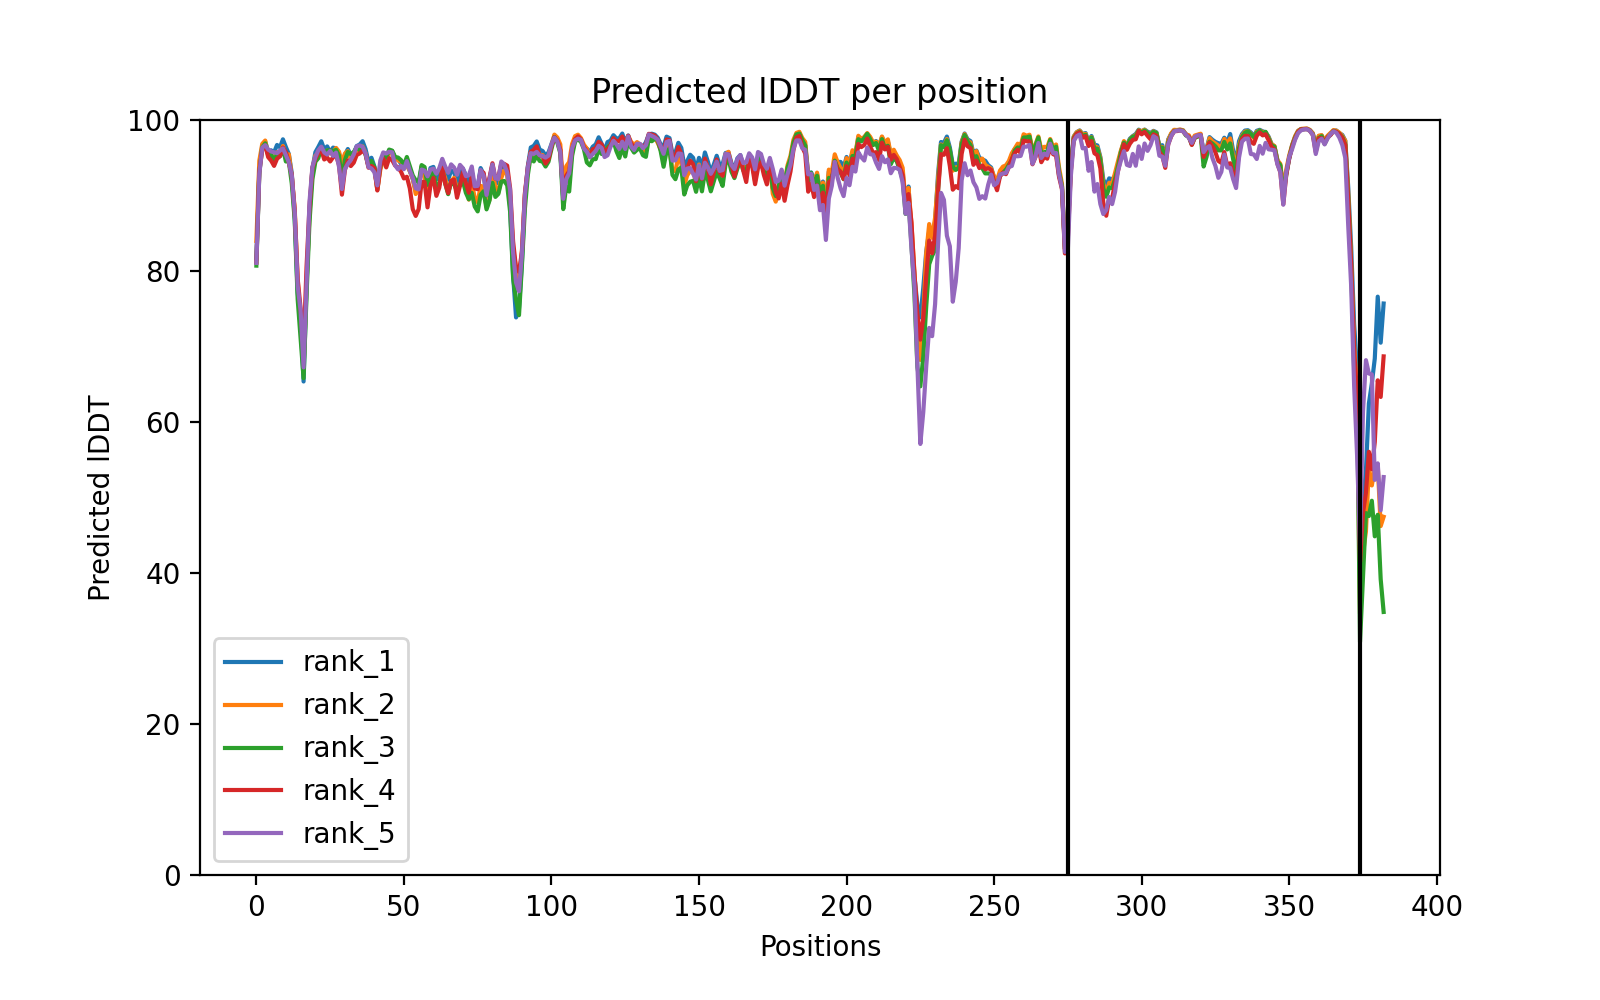 Predicted lDDT per position
100
80
60
40
20
0
Predicted lDDT
rank_1
rank_2
rank_3
rank_4
rank_5
0 50 100 150 200 250 300 350 400
Positions